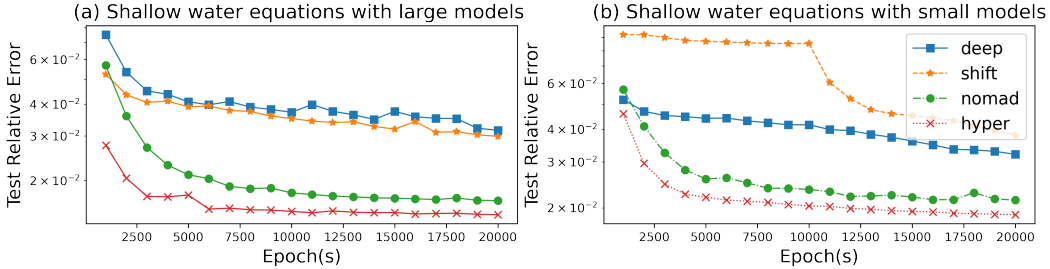 (a) Shallow water equations with large models
Test Relative Error
6 × 10⁻²
4 × 10⁻²
3 × 10⁻²
2 × 10⁻²
2500 5000 7500 10000 12500 15000 17500 20000
Epoch(s)
(b) Shallow water equations with small models
Test Relative Error
6 × 10⁻²
4 × 10⁻²
3 × 10⁻²
2 × 10⁻²
deep
shift
nomad
hyper
2500 5000 7500 10000 12500 15000 17500 20000
Epoch(s)